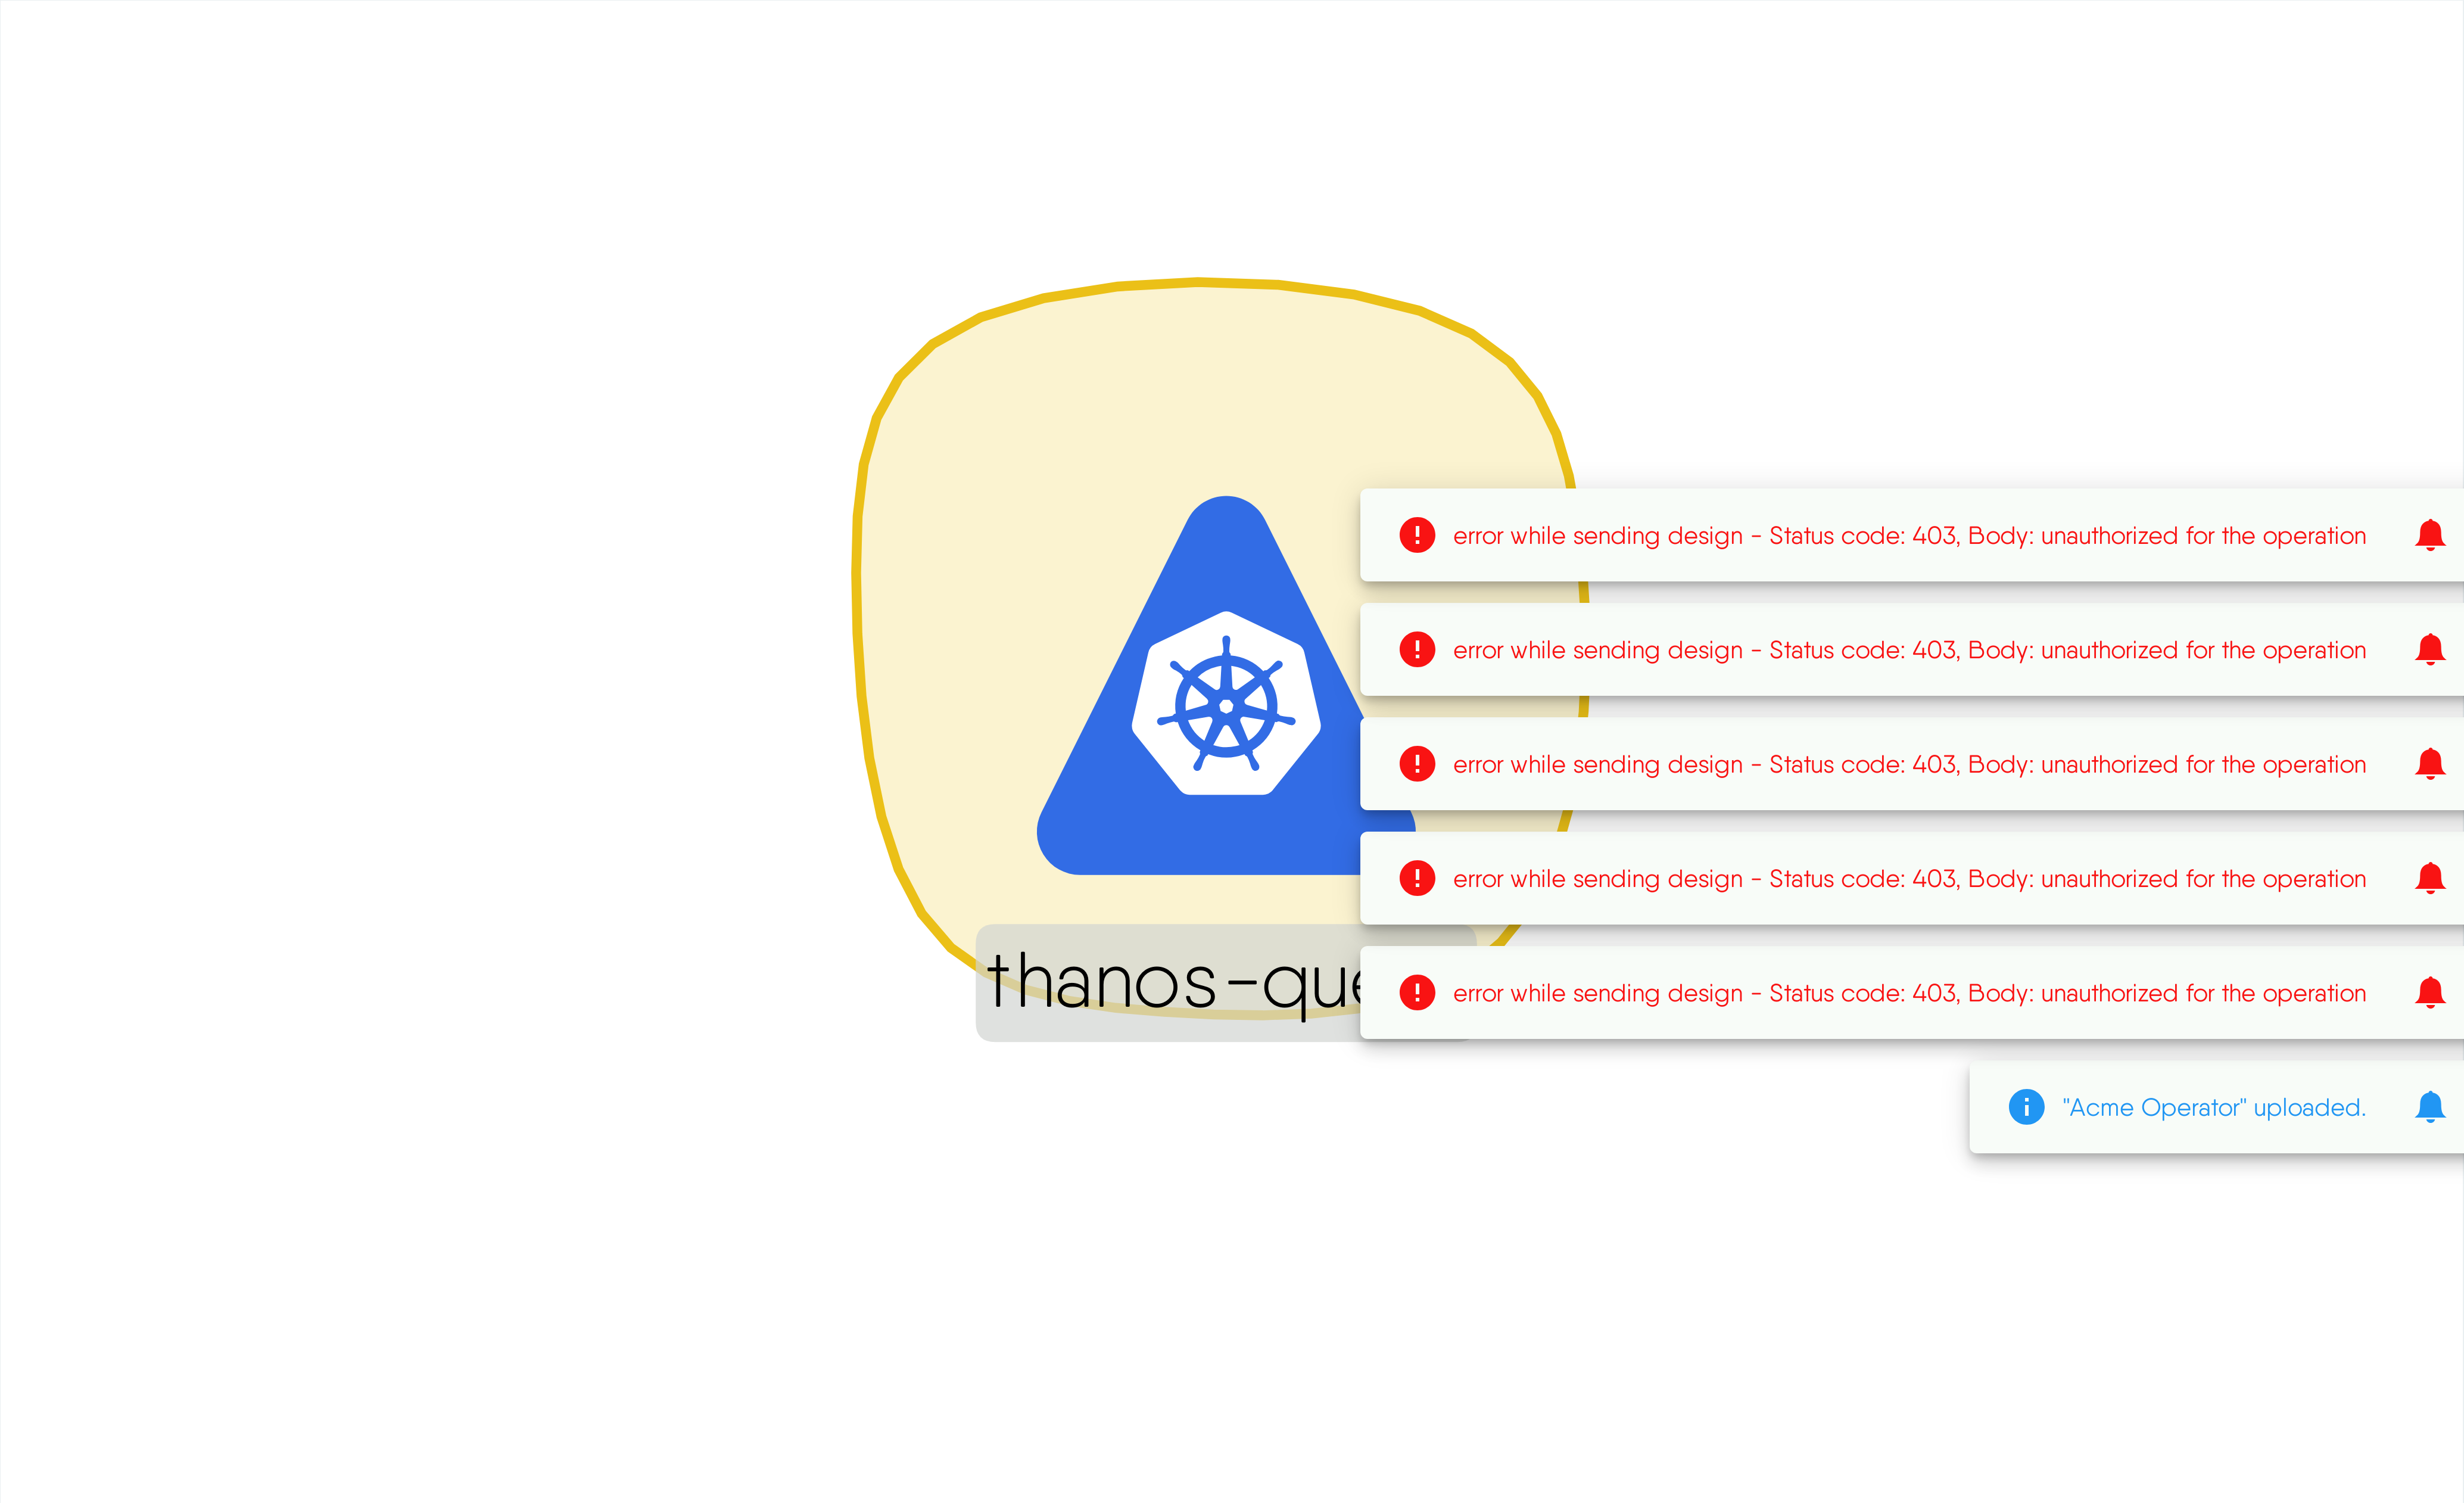 error while sending design - Status code: 403, Body: unauthorized for the operation
error while sending design - Status code: 403, Body: unauthorized for the operation
error while sending design - Status code: 403, Body: unauthorized for the operation
error while sending design - Status code: 403, Body: unauthorized for the operation
thanos-que
error while sending design - Status code: 403, Body: unauthorized for the operation
"Acme Operator" uploaded.